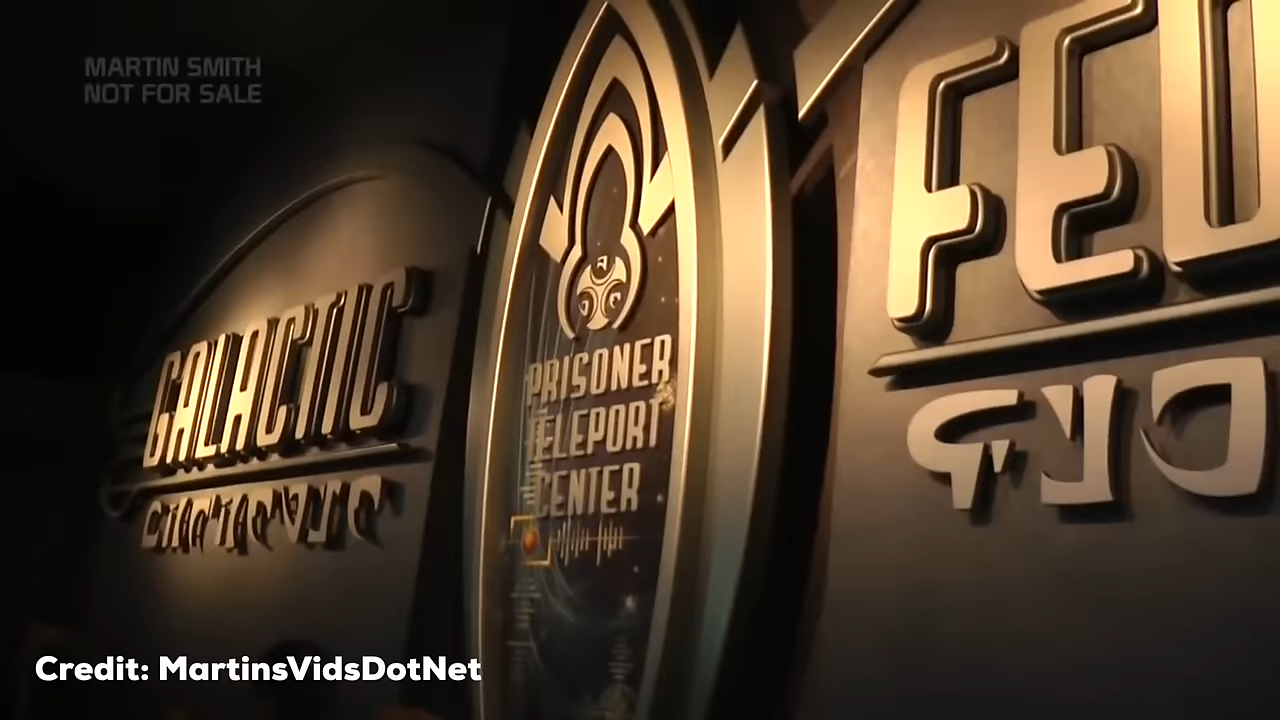 MARTIN SMITH
NOT FOR SALE
GALACTIC
PRISONER
TELEPORT
CENTER
FED
Credit: MartinsVidsDotNet